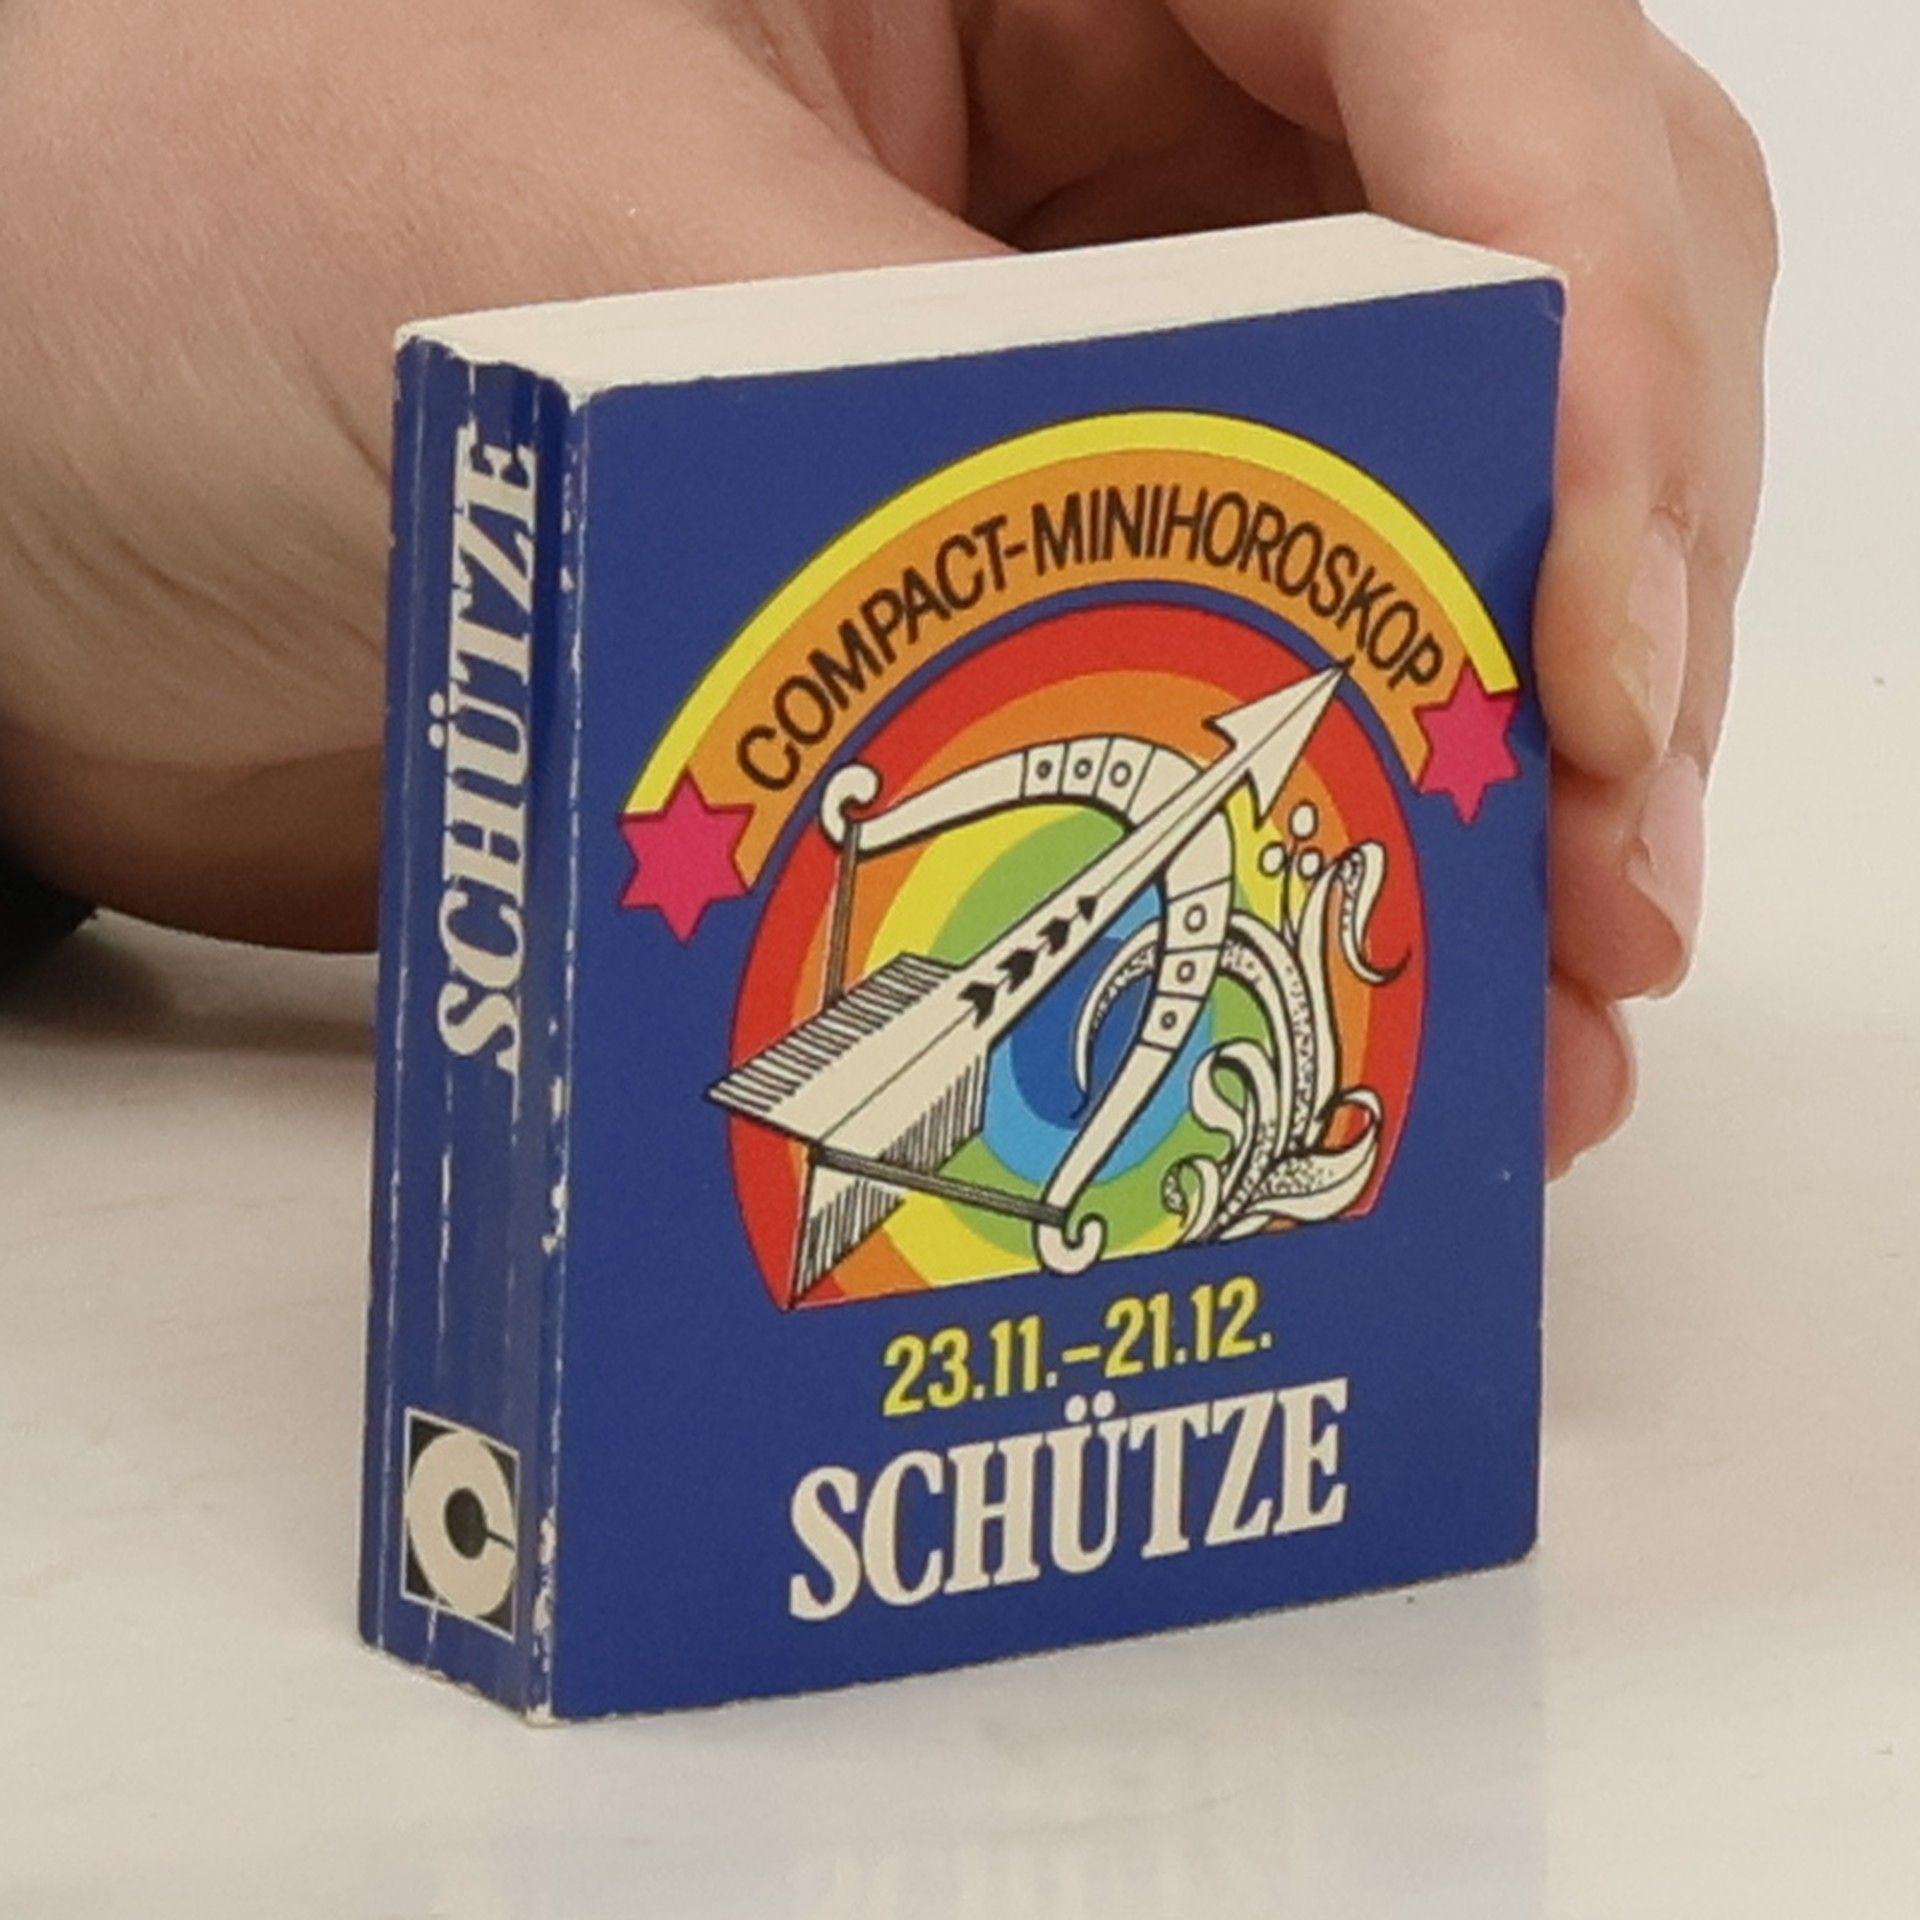 SCHÜTZE
C
COMPACT-MINIHOROSKOP
23.11.–21.12.
SCHÜTZE